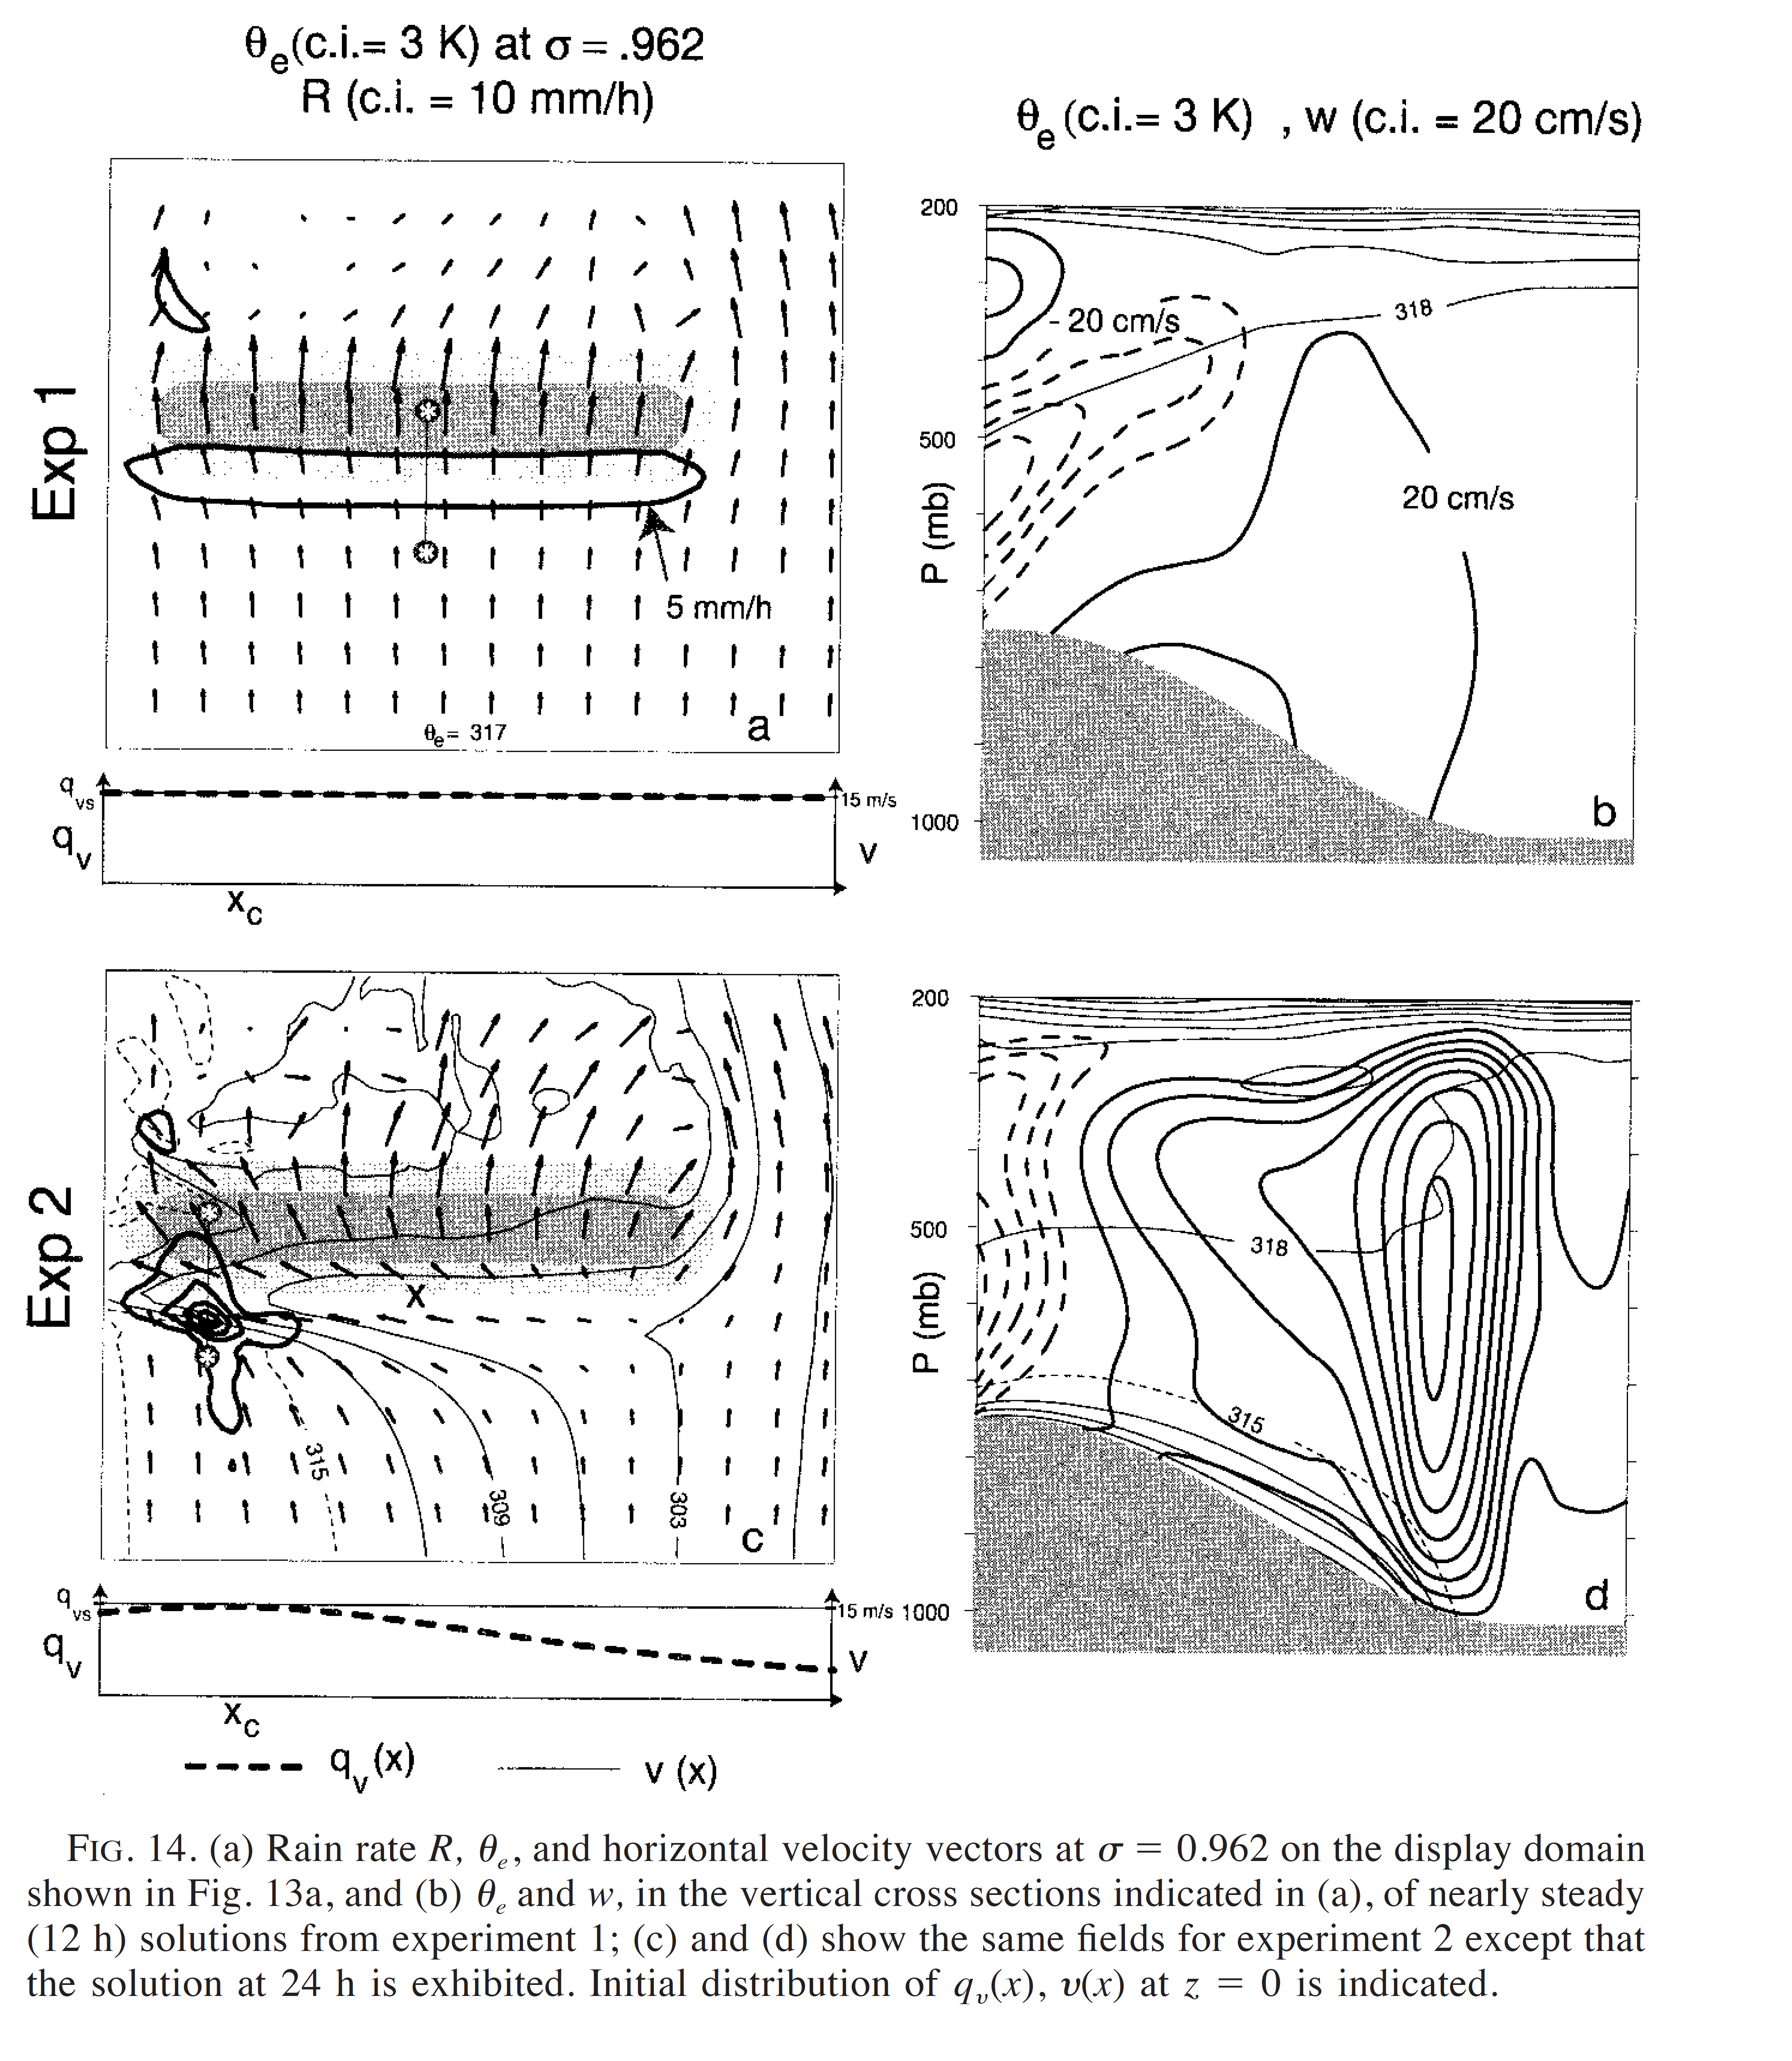 θe(c.i.= 3 K) at σ = .962
R (c.i. = 10 mm/h)
θe (c.i.= 3 K) , w (c.i. = 20 cm/s)
Exp 1
5 mm/h
θe= 317
a
qvs
15 m/s
qv
v
xc
200
500
1000
P (mb)
- 20 cm/s
318
20 cm/s
b
Exp 2
X
315
309
303
c
qvs
15 m/s
qv
v
xc
200
500
1000
P (mb)
318
315
d
qv(x)
v (x)
FIG. 14. (a) Rain rate R, θe, and horizontal velocity vectors at σ = 0.962 on the display domain
shown in Fig. 13a, and (b) θe and w, in the vertical cross sections indicated in (a), of nearly steady
(12 h) solutions from experiment 1; (c) and (d) show the same fields for experiment 2 except that
the solution at 24 h is exhibited. Initial distribution of qv(x), v(x) at z = 0 is indicated.